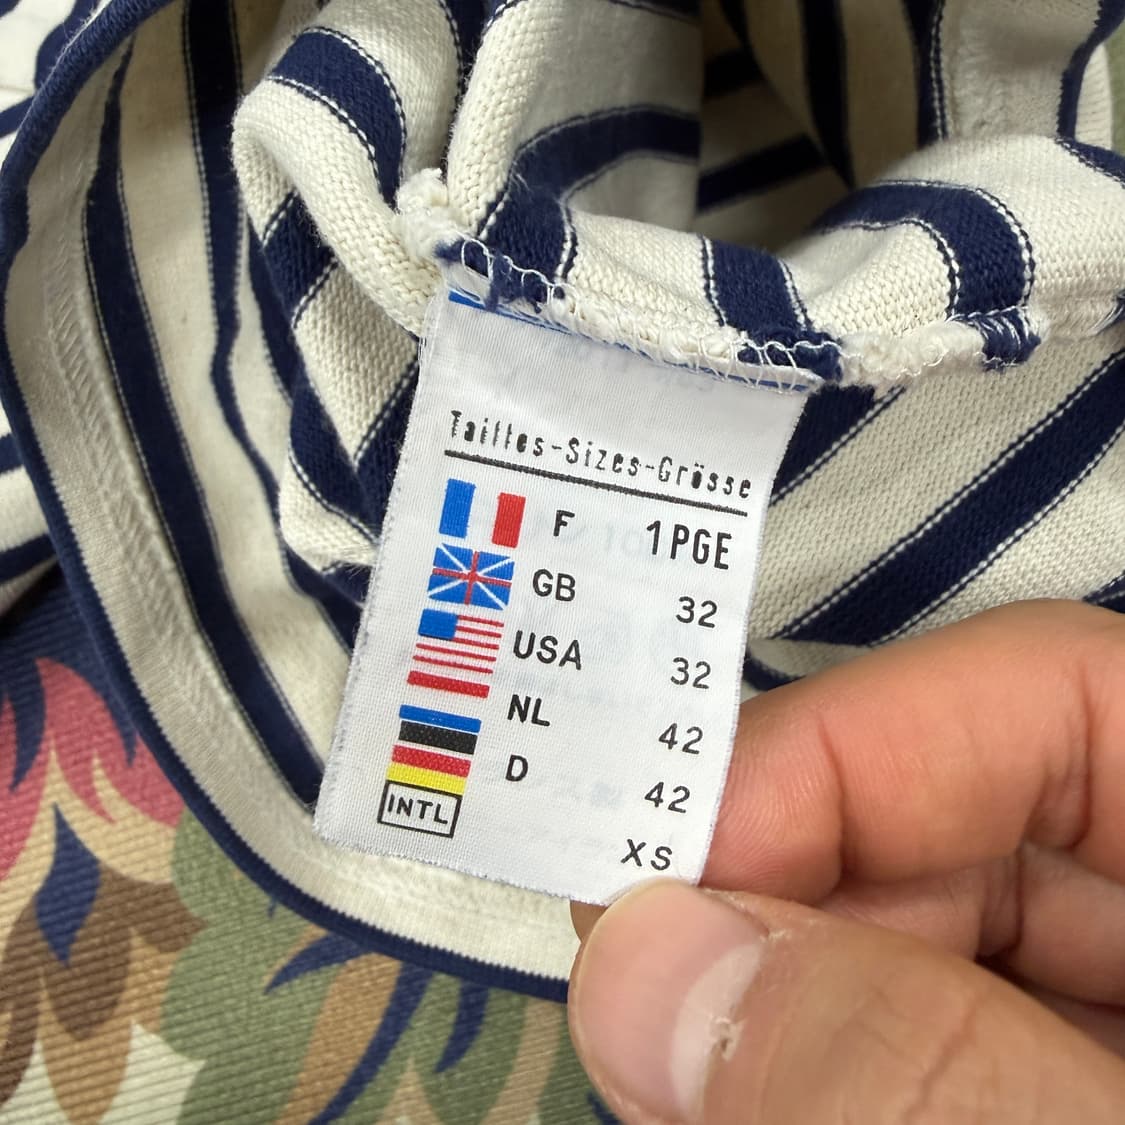 Tailles-Sizes-Grösse
F 1PGE
GB 32
USA 32
NL 42
D 42
INTL XS